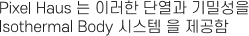 Pixel Haus 는 이러한 단열과 기밀성을
Isothermal Body 시스템 을 제공함